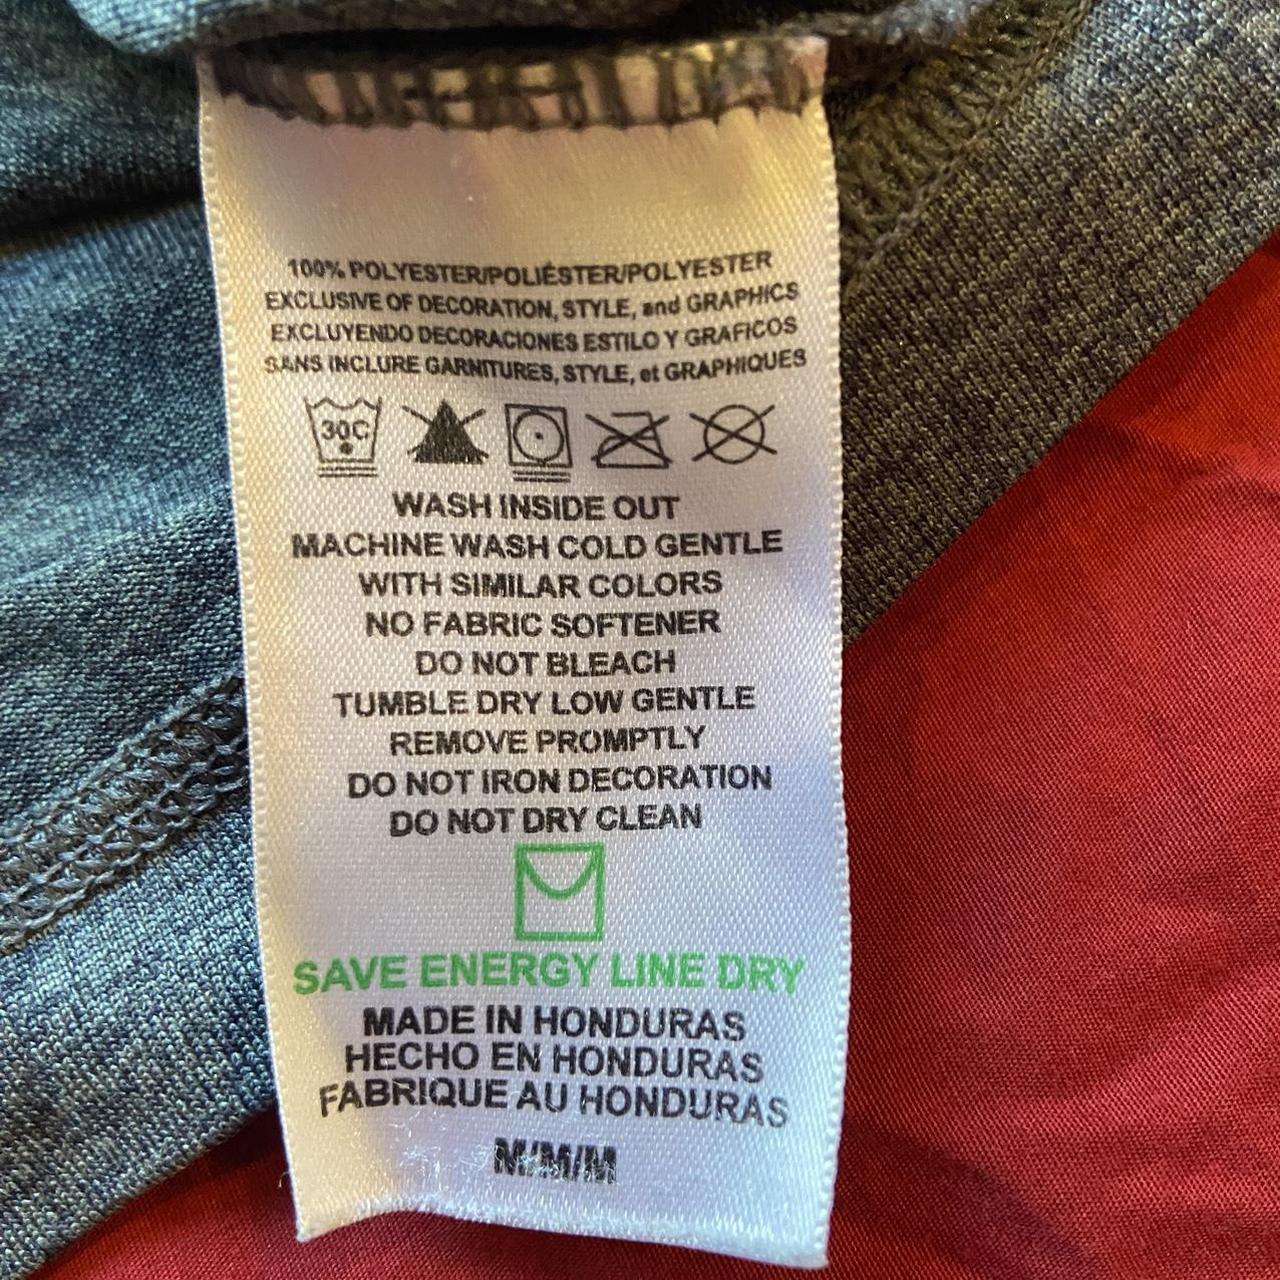 100% POLYESTER/POLIÉSTER/POLYESTER
EXCLUSIVE OF DECORATION, STYLE, and GRAPHICS
EXCLUYENDO DECORACIONES ESTILO Y GRAFICOS
SANS INCLURE GARNITURES, STYLE, et GRAPHIQUES
30C
WASH INSIDE OUT
MACHINE WASH COLD GENTLE
WITH SIMILAR COLORS
NO FABRIC SOFTENER
DO NOT BLEACH
TUMBLE DRY LOW GENTLE
REMOVE PROMPTLY
DO NOT IRON DECORATION
DO NOT DRY CLEAN
SAVE ENERGY LINE DRY
MADE IN HONDURAS
HECHO EN HONDURAS
FABRIQUE AU HONDURAS
M/M/M